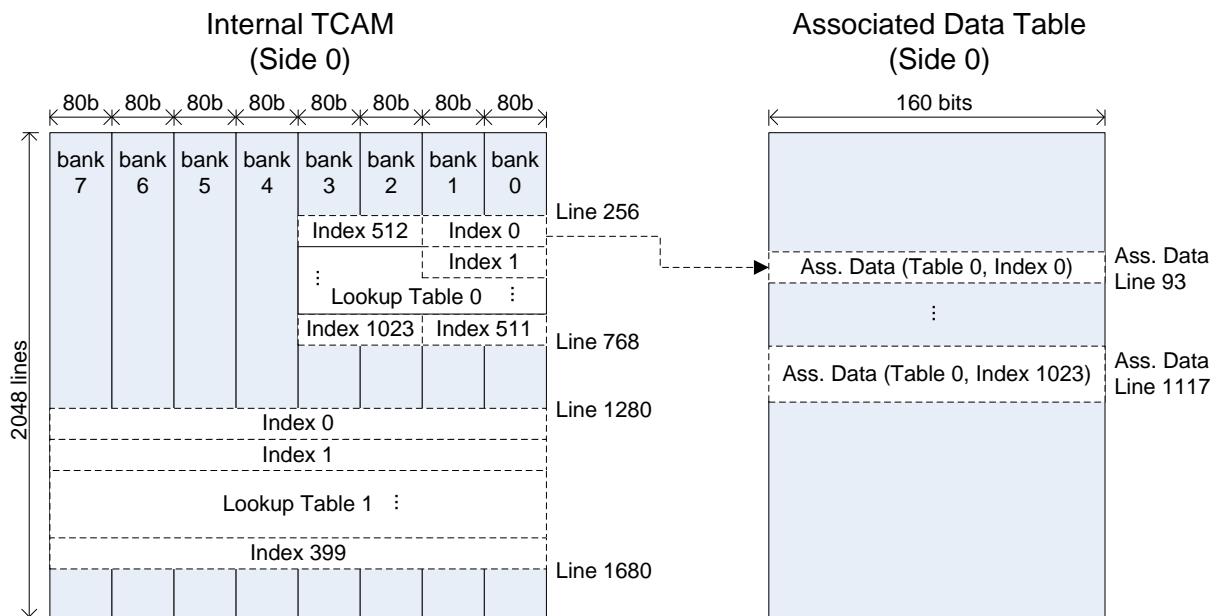 Internal TCAM
(Side 0)
Associated Data Table
(Side 0)
80b 80b 80b 80b 80b 80b 80b 80b
160 bits
bank 7
bank 6
bank 5
bank 4
bank 3
bank 2
bank 1
bank 0
2048 lines
Line 256
Index 512
Index 0
Index 1
⋮
Lookup Table 0 ⋮
Index 1023
Index 511
Line 768
Line 1280
Index 0
Index 1
Lookup Table 1 ⋮
Index 399
Line 1680
Ass. Data (Table 0, Index 0)
Ass. Data
Line 93
⋮
Ass. Data (Table 0, Index 1023)
Ass. Data
Line 1117